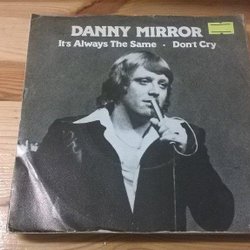 DANNY MIRROR
It's Always The Same · Don't Cry